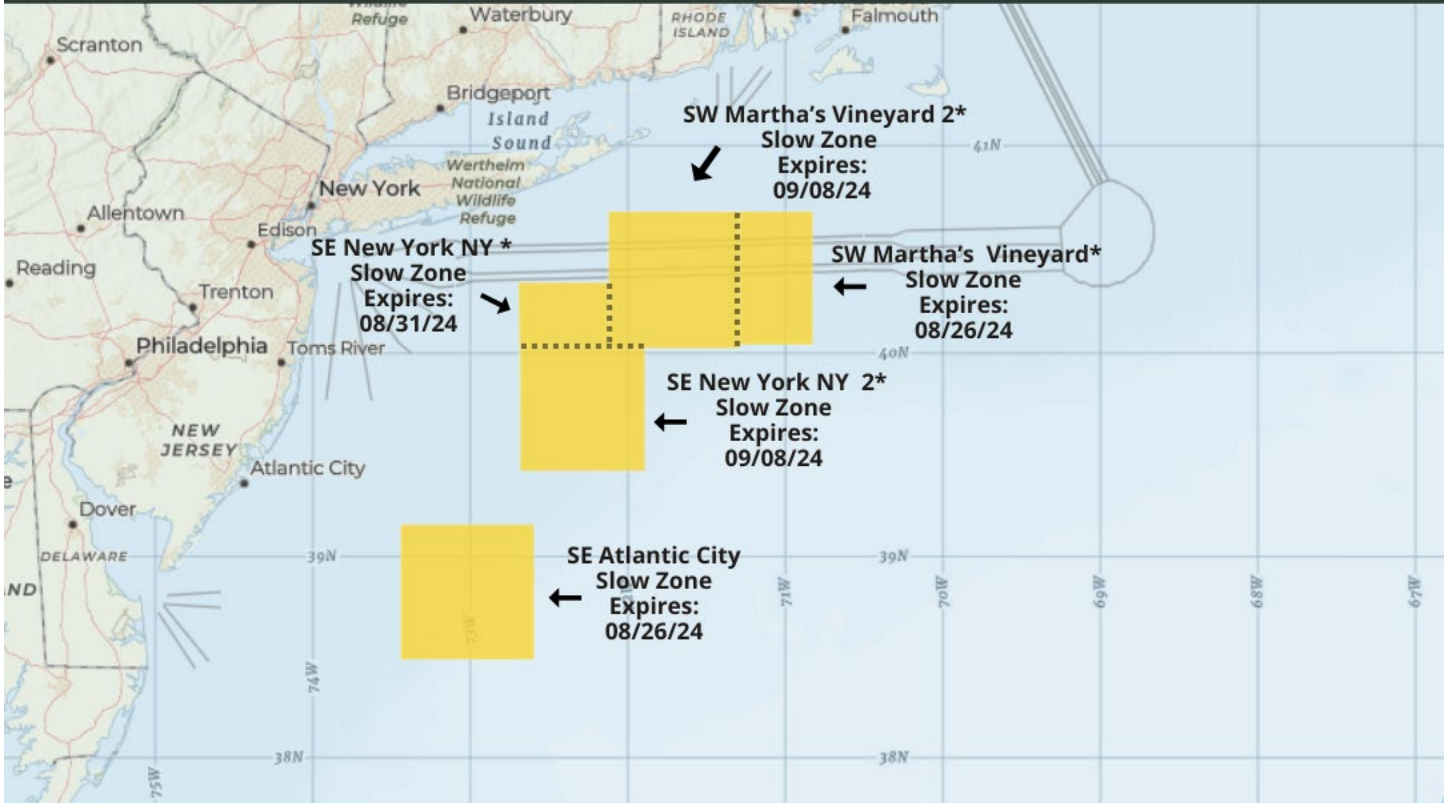 Wildlife
Refuge
Waterbury
RHODE
ISLAND
Falmouth
Scranton
Bridgeport
Island
Sound
SW Martha's Vineyard 2*
Slow Zone
Expires:
09/08/24
41N
Wertheim
National
Wildlife
Refuge
New York
Allentown
Edison
SE New York NY *
Slow Zone
Expires:
08/31/24
SW Martha's Vineyard*
Slow Zone
Expires:
08/26/24
Reading
Trenton
Philadelphia
Toms River
40N
SE New York NY 2*
Slow Zone
Expires:
09/08/24
NEW
JERSEY
Atlantic City
Dover
DELAWARE
39N
39N
SE Atlantic City
Slow Zone
Expires:
08/26/24
ND
73W
71W
70W
69W
68W
67W
74W
38N
38N
75W